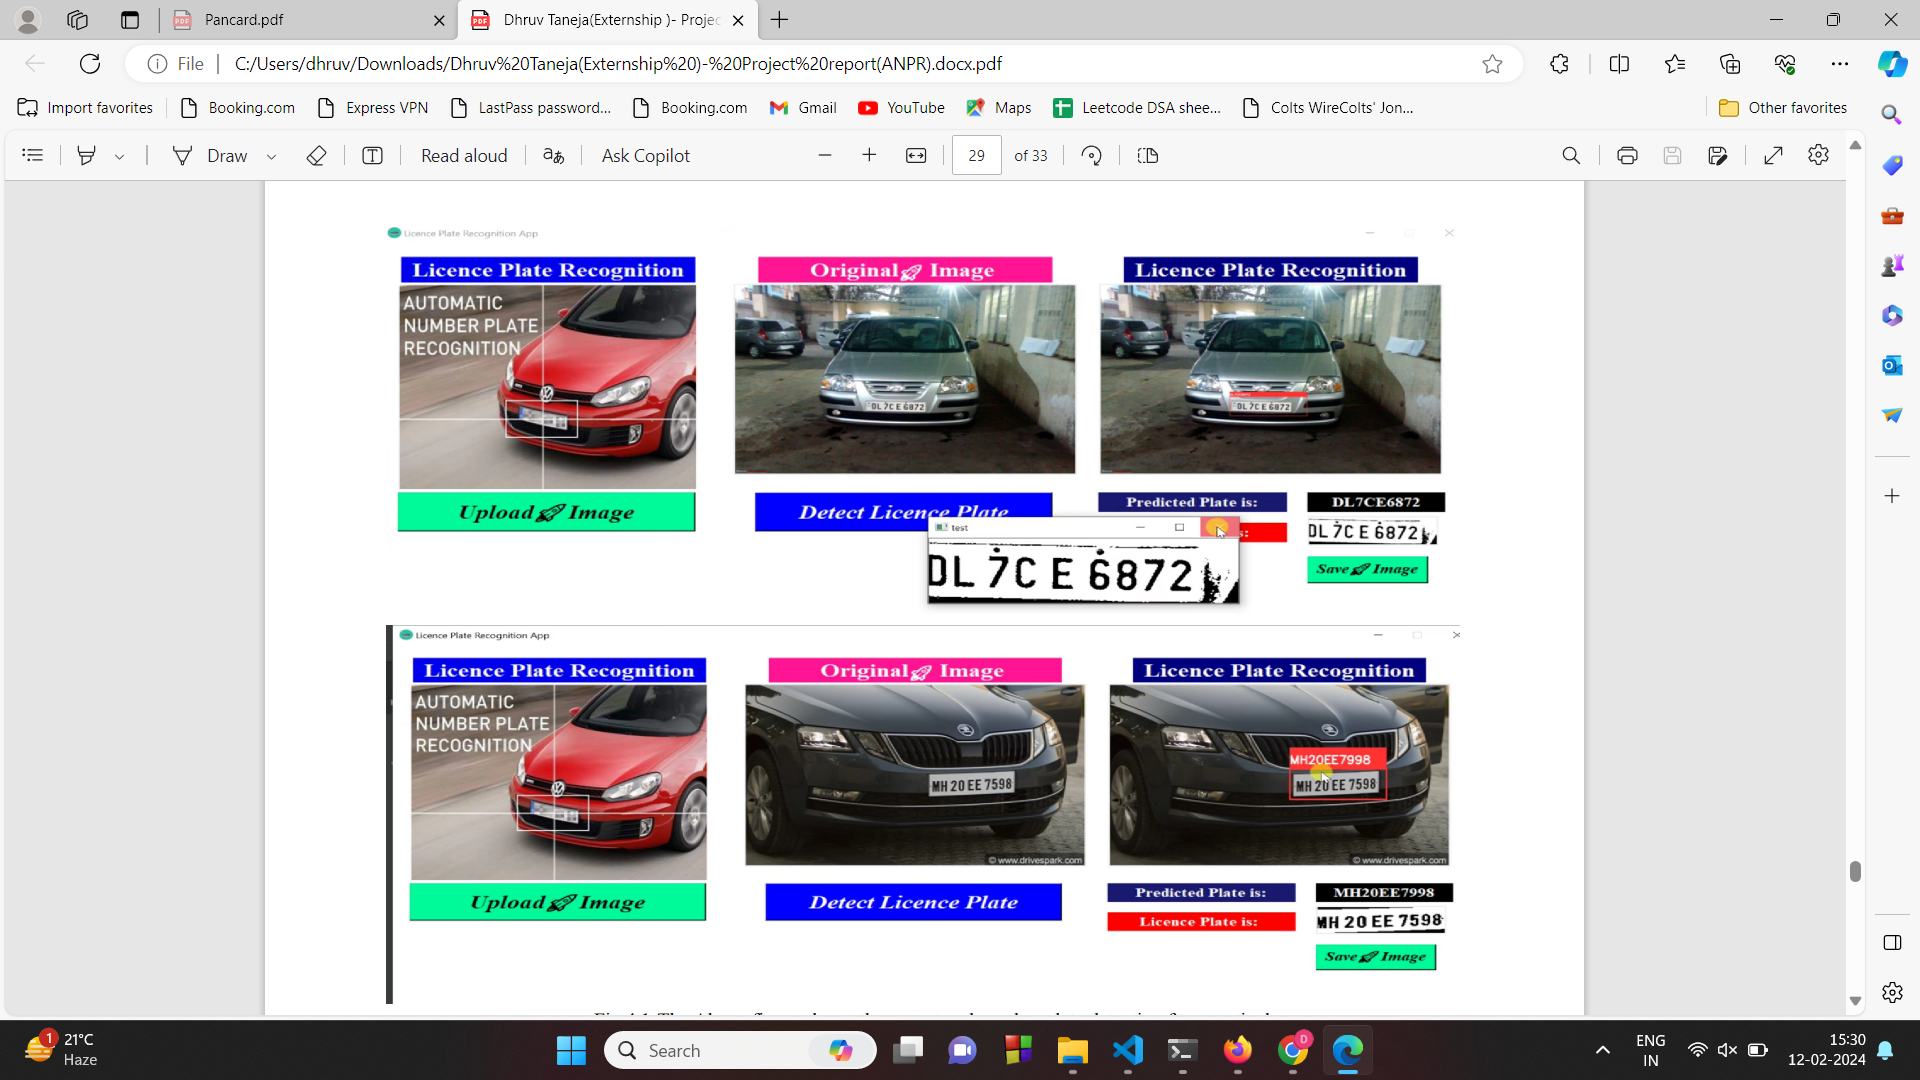 Pancard.pdf
Dhruv Taneja(Externship )- Projec
File
C:/Users/dhruv/Downloads/Dhruv%20Taneja(Externship%20)-%20Project%20report(ANPR).docx.pdf
Import favorites
Booking.com
Express VPN
LastPass password...
Booking.com
Gmail
YouTube
Maps
Leetcode DSA shee...
Colts WireColts' Jon...
Other favorites
Draw
Read aloud
aあ
Ask Copilot
29
of 33
Licence Plate Recognition App
Licence Plate Recognition
Original Image
Licence Plate Recognition
AUTOMATIC
NUMBER PLATE
RECOGNITION
DL7CE6872
DL7CE6872
Upload Image
Detect Licence Plate
Predicted Plate is:
DL7CE6872
test
s:
DL 7C E 6872
DL 7C E 6872
Save Image
Licence Plate Recognition App
Licence Plate Recognition
Original Image
Licence Plate Recognition
AUTOMATIC
NUMBER PLATE
RECOGNITION
MH 20 EE 7598
MH20EE7998
MH 20 EE 7598
© www.drivespark.com
© www.drivespark.com
Upload Image
Detect Licence Plate
Predicted Plate is:
MH20EE7998
Licence Plate is:
MH 20 EE 7598
Save Image
1
21°C
Haze
Search
D
ENG
IN
15:30
12-02-2024